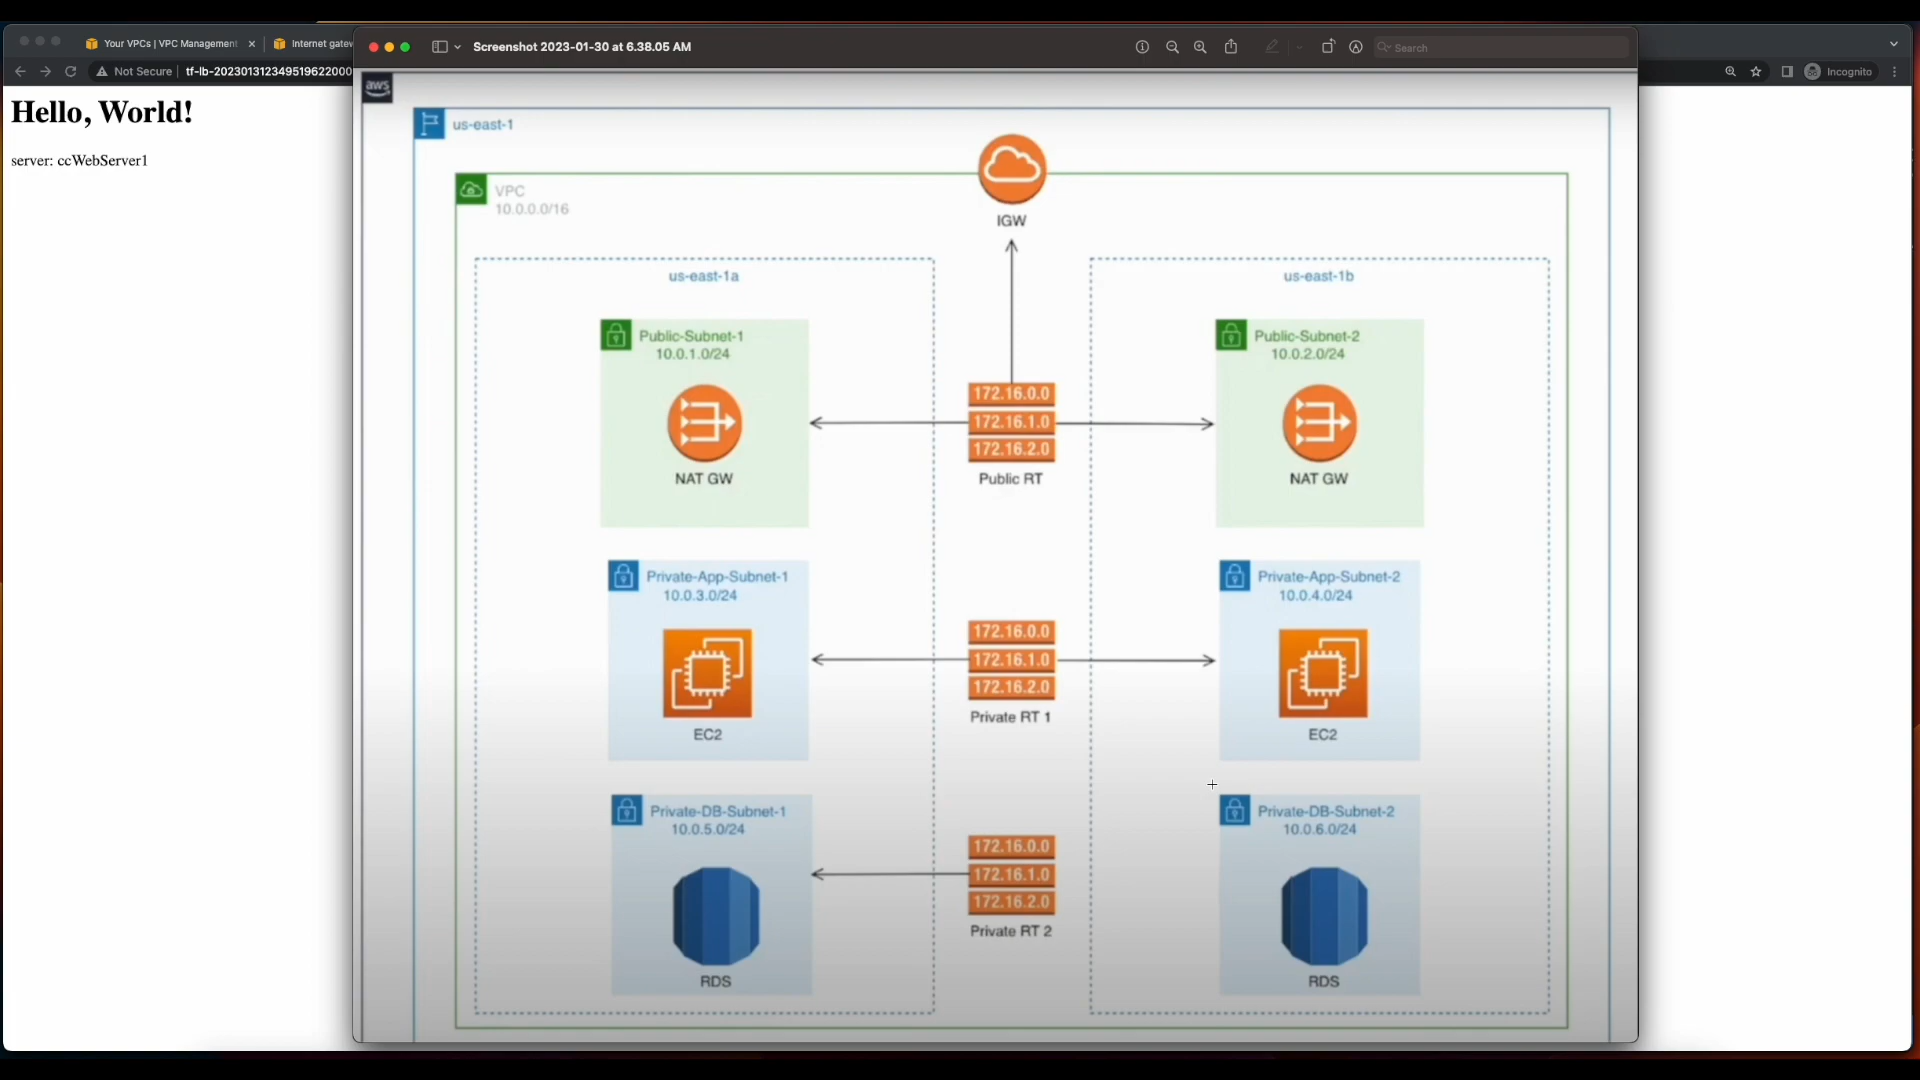 Your VPCs | VPC Management
Internet gatew
Screenshot 2023-01-30 at 6.38.05 AM
Search
Not Secure
tf-lb-2023013123495196220000
Incognito
Hello, World!
server: ccWebServer1
aws
us-east-1
VPC
10.0.0.0/16
IGW
us-east-1a
us-east-1b
Public-Subnet-1
10.0.1.0/24
NAT GW
172.16.0.0
172.16.1.0
172.16.2.0
Public RT
Public-Subnet-2
10.0.2.0/24
NAT GW
Private-App-Subnet-1
10.0.3.0/24
EC2
172.16.0.0
172.16.1.0
172.16.2.0
Private RT 1
Private-App-Subnet-2
10.0.4.0/24
EC2
Private-DB-Subnet-1
10.0.5.0/24
RDS
172.16.0.0
172.16.1.0
172.16.2.0
Private RT 2
Private-DB-Subnet-2
10.0.6.0/24
RDS